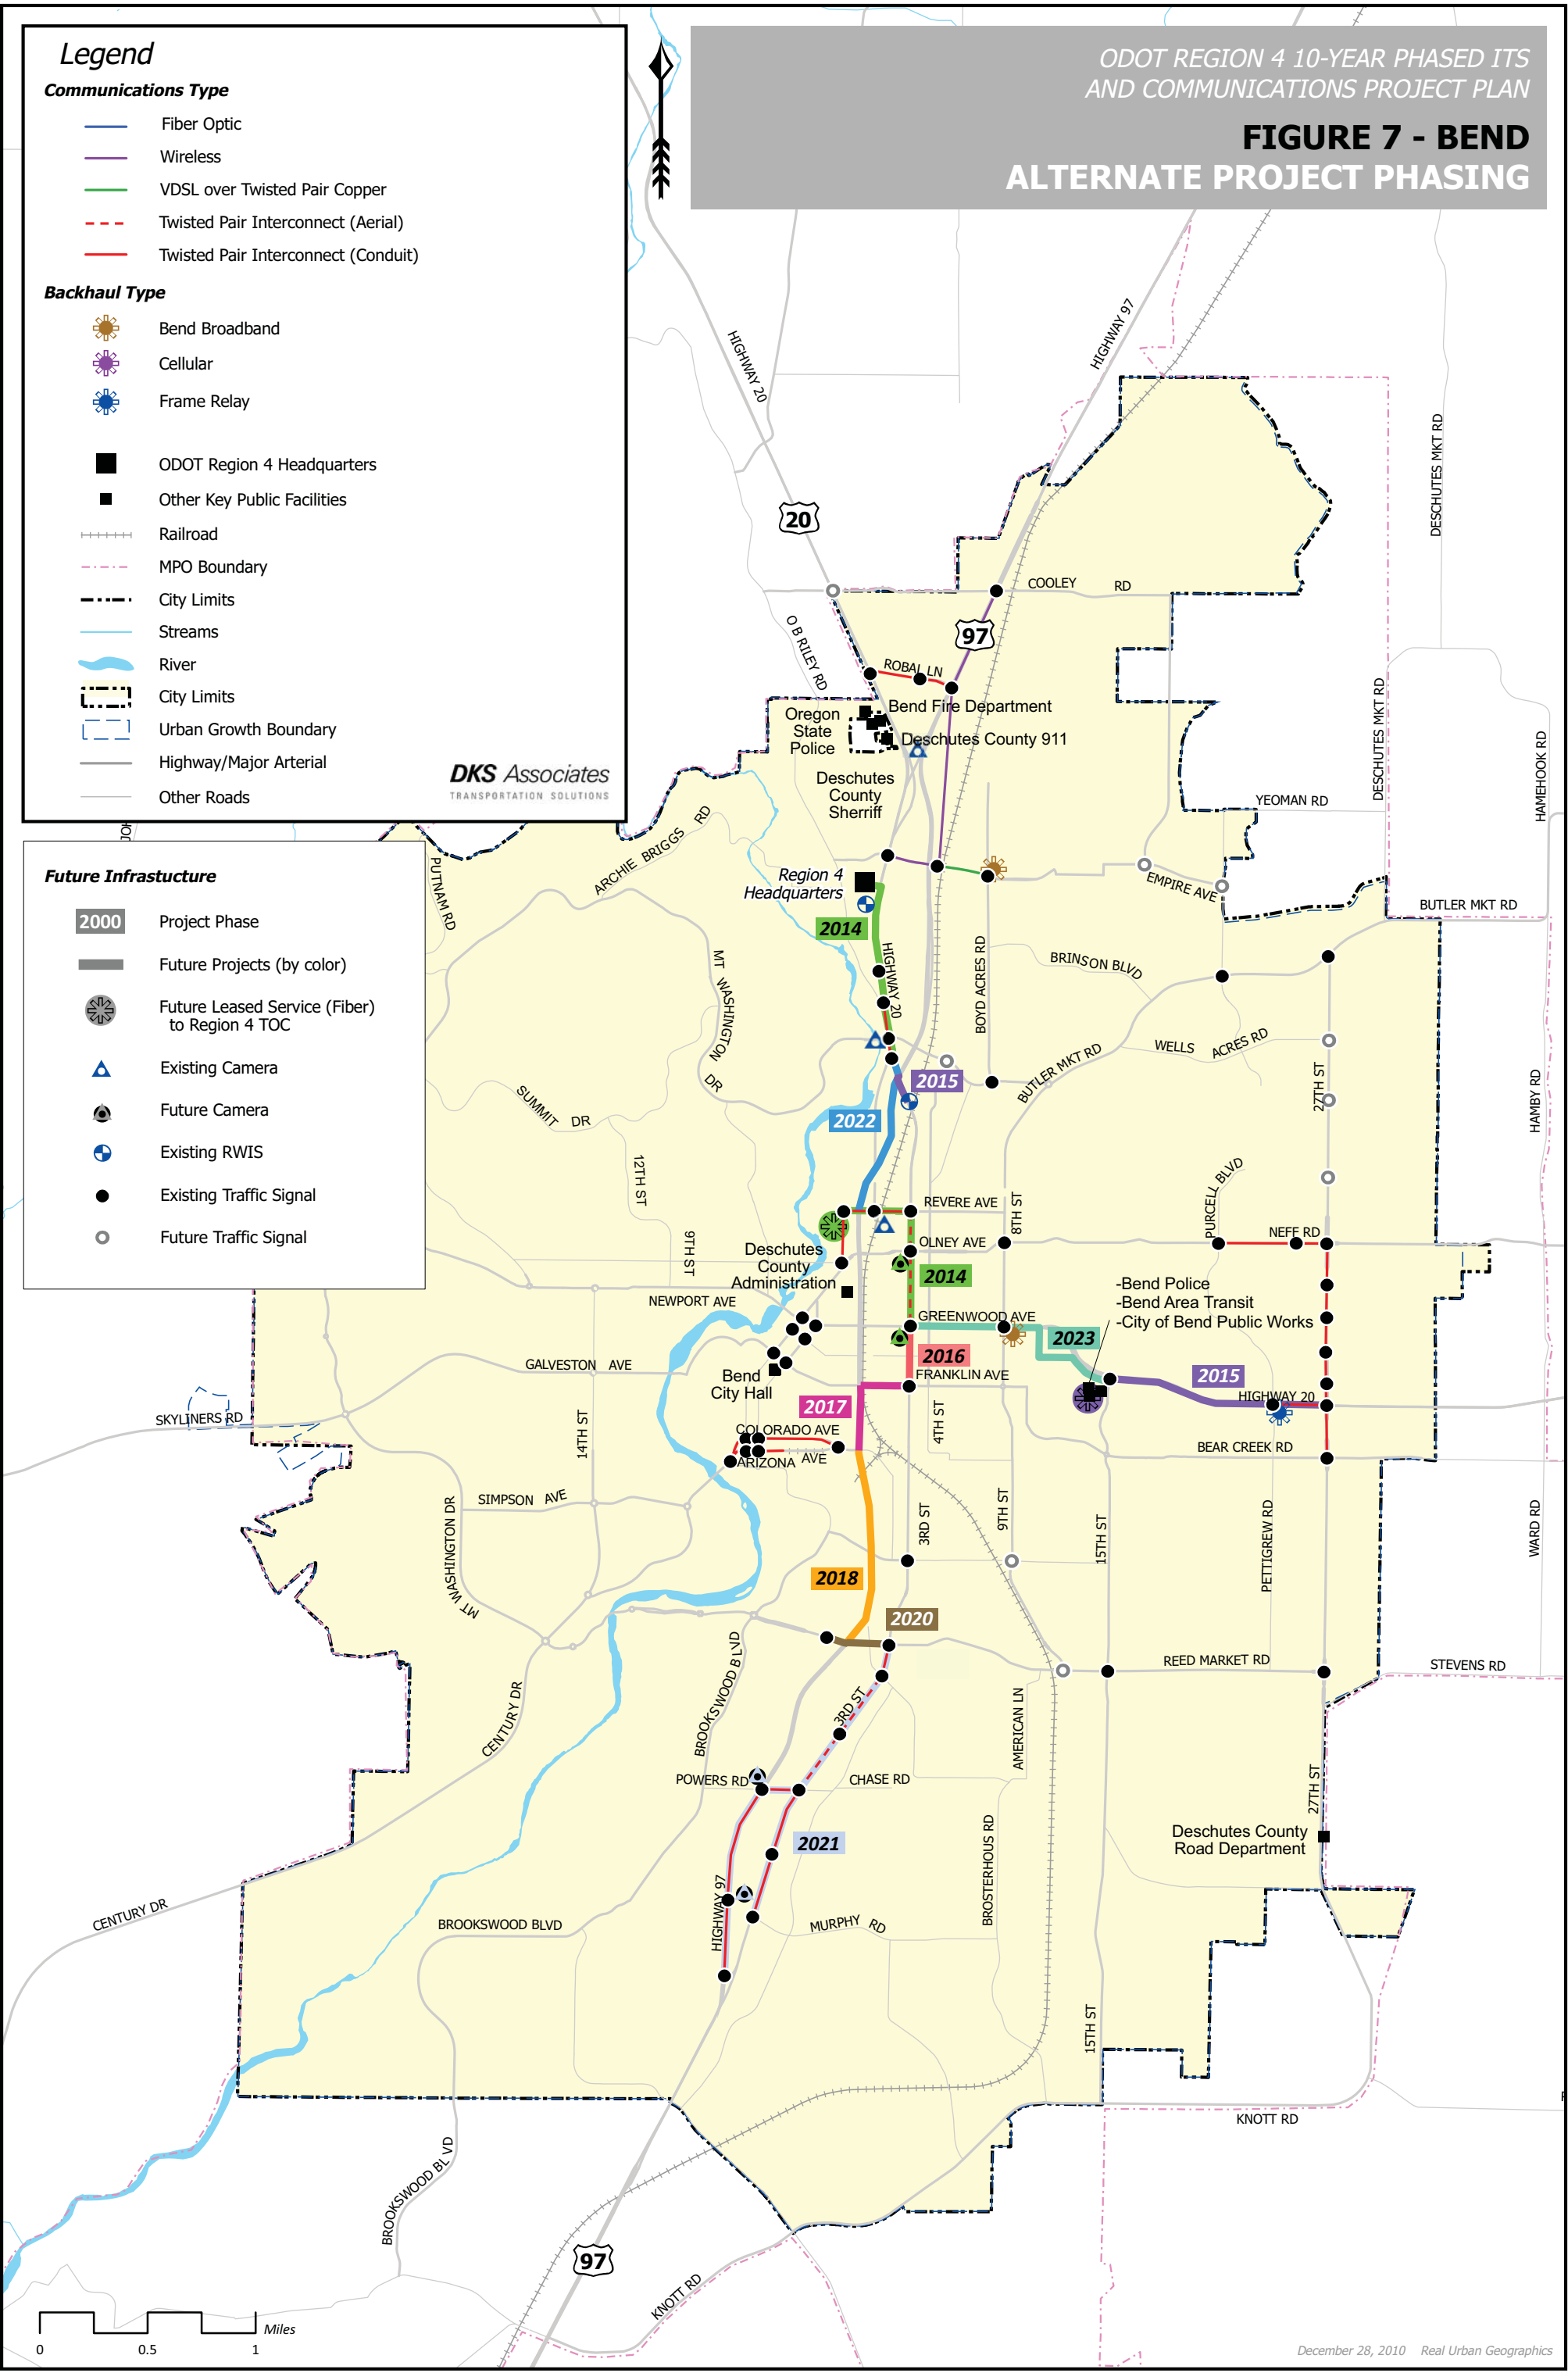 Legend
Communications Type
Fiber Optic
Wireless
VDSL over Twisted Pair Copper
Twisted Pair Interconnect (Aerial)
Twisted Pair Interconnect (Conduit)
Backhaul Type
Bend Broadband
Cellular
Frame Relay
ODOT Region 4 Headquarters
Other Key Public Facilities
Railroad
MPO Boundary
City Limits
Streams
River
City Limits
Urban Growth Boundary
Highway/Major Arterial
Other Roads
DKS Associates
TRANSPORTATION SOLUTIONS
ODOT REGION 4 10-YEAR PHASED ITS
AND COMMUNICATIONS PROJECT PLAN
FIGURE 7 - BEND
ALTERNATE PROJECT PHASING
Future Infrastucture
2000
Project Phase
Future Projects (by color)
Future Leased Service (Fiber)
to Region 4 TOC
Existing Camera
Future Camera
Existing RWIS
Existing Traffic Signal
Future Traffic Signal
HIGHWAY 20
HIGHWAY 97
DESCHUTES MKT RD
20
COOLEY RD
97
O B RILEY RD
ROBAL LN
Bend Fire Department
Oregon
State
Police
Deschutes County 911
Deschutes
County
Sherriff
DESCHUTES MKT RD
HAMEHOOK RD
YEOMAN RD
ARCHIE BRIGGS RD
PUTNAM RD
Region 4
Headquarters
EMPIRE AVE
BUTLER MKT RD
2014
HIGHWAY 20
BOYD ACRES RD
BRINSON BLVD
MT WASHINGTON DR
WELLS ACRES RD
BUTLER MKT RD
27TH ST
HAMBY RD
2015
2022
SUMMIT DR
12TH ST
9TH ST
REVERE AVE
8TH ST
PURCELL BLVD
NEFF RD
OLNEY AVE
Deschutes
County
Administration
2014
-Bend Police
-Bend Area Transit
-City of Bend Public Works
NEWPORT AVE
GREENWOOD AVE
2023
2016
GALVESTON AVE
FRANKLIN AVE
2015
Bend
City Hall
HIGHWAY 20
2017
SKYLINERS RD
14TH ST
COLORADO AVE
4TH ST
ARIZONA AVE
BEAR CREEK RD
SIMPSON AVE
MT WASHINGTON DR
3RD ST
9TH ST
15TH ST
PETTIGREW RD
WARD RD
2018
2020
REED MARKET RD
STEVENS RD
CENTURY DR
BROOKSWOOD BLVD
3RD ST
AMERICAN LN
POWERS RD
CHASE RD
27TH ST
2021
Deschutes County
Road Department
BROSTERHOUS RD
CENTURY DR
BROOKSWOOD BLVD
HIGHWAY 97
MURPHY RD
15TH ST
KNOTT RD
BROOKSWOOD BLVD
97
KNOTT RD
0 0.5 1 Miles
December 28, 2010 Real Urban Geographics